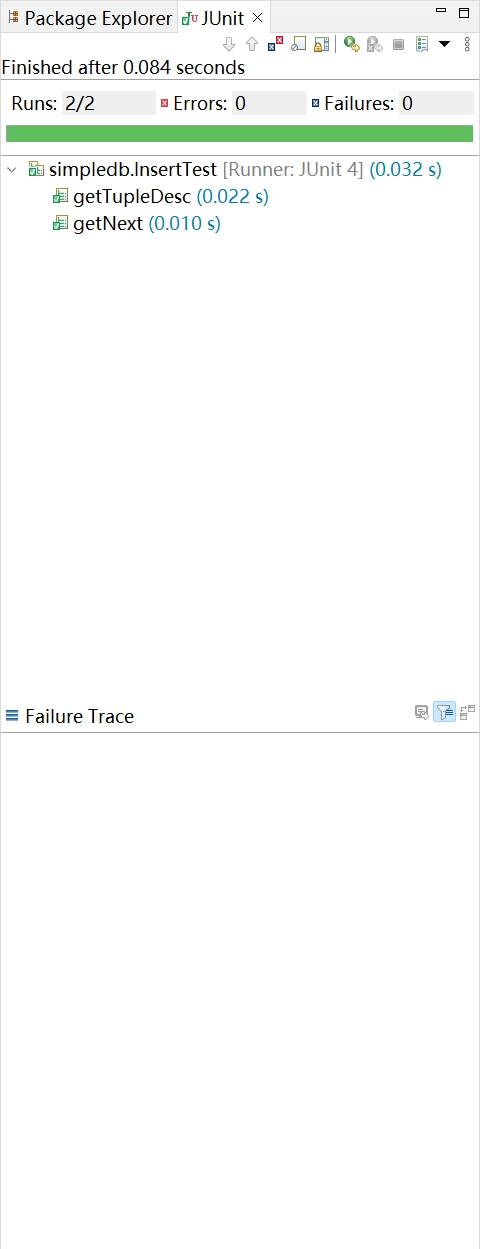 Package Explorer JUnit
Finished after 0.084 seconds
Runs: 2/2 Errors: 0 Failures: 0
simpledb.InsertTest [Runner: JUnit 4] (0.032 s)
getTupleDesc (0.022 s)
getNext (0.010 s)
Failure Trace